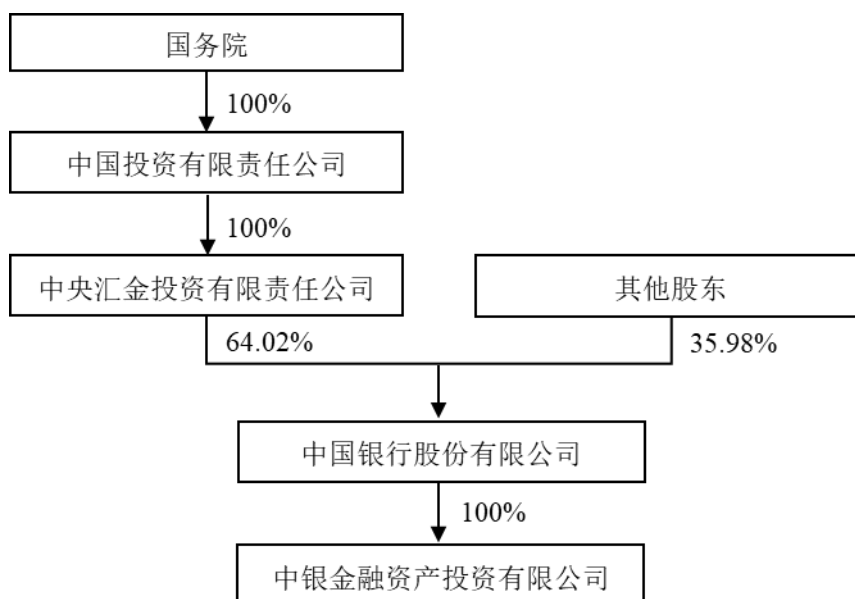 国务院
100%
中国投资有限责任公司
100%
中央汇金投资有限责任公司
其他股东
64.02%
35.98%
中国银行股份有限公司
100%
中银金融资产投资有限公司